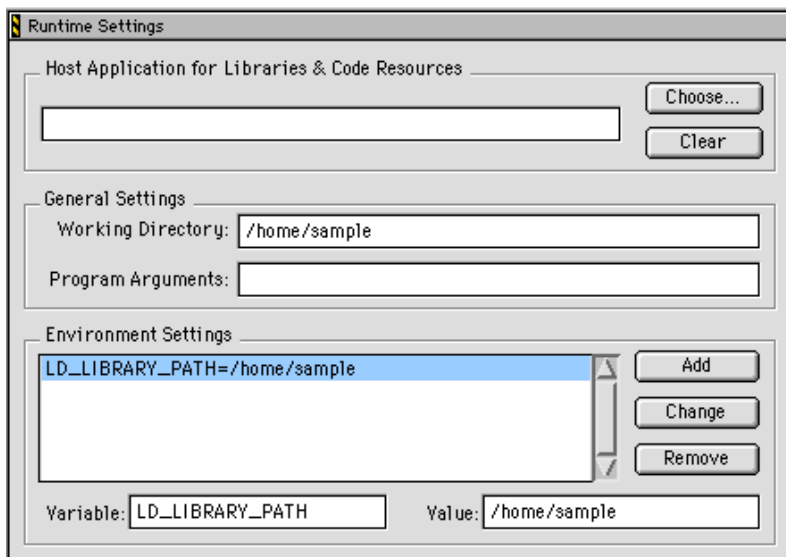 Runtime Settings
Host Application for Libraries & Code Resources
Choose...
Clear
General Settings
Working Directory: /home/sample
Program Arguments:
Environment Settings
LD_LIBRARY_PATH=/home/sample
Add
Change
Remove
Variable: LD_LIBRARY_PATH Value: /home/sample